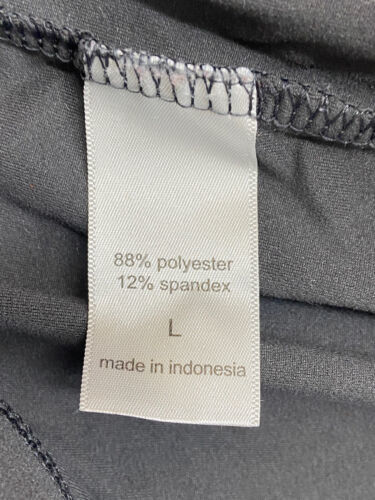 88% polyester
12% spandex
L
made in indonesia